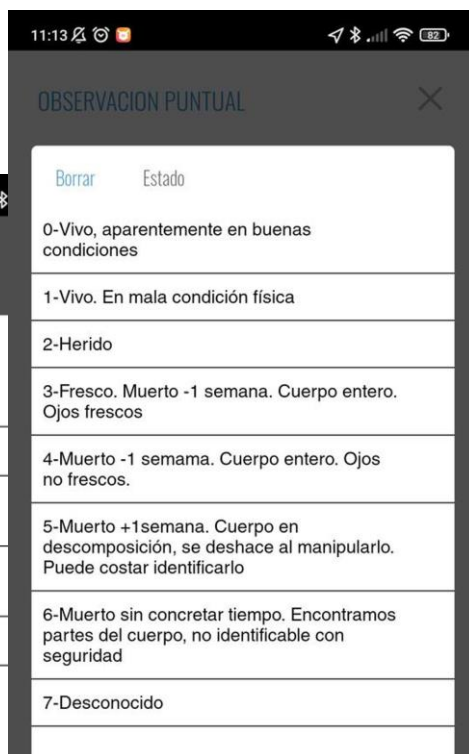 11:13
82
OBSERVACION PUNTUAL
Borrar Estado
0-Vivo, aparentemente en buenas
condiciones
1-Vivo. En mala condición física
2-Herido
3-Fresco. Muerto -1 semana. Cuerpo entero.
Ojos frescos
4-Muerto -1 semama. Cuerpo entero. Ojos
no frescos.
5-Muerto +1semana. Cuerpo en
descomposición, se deshace al manipularlo.
Puede costar identificarlo
6-Muerto sin concretar tiempo. Encontramos
partes del cuerpo, no identificable con
seguridad
7-Desconocido